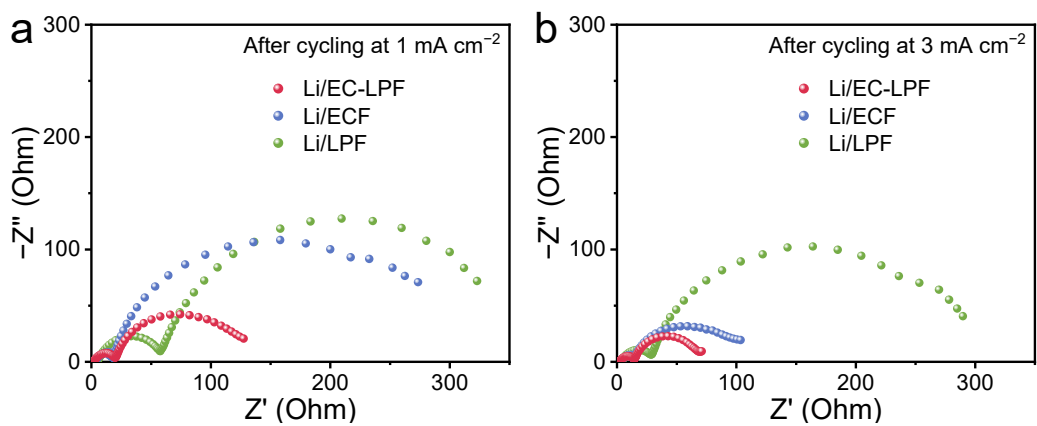 a
After cycling at 1 mA cm⁻²
Li/EC-LPF
Li/ECF
Li/LPF
300
200
100
0
−Z'' (Ohm)
0 100 200 300
Z' (Ohm)
b
After cycling at 3 mA cm⁻²
Li/EC-LPF
Li/ECF
Li/LPF
300
200
100
0
−Z'' (Ohm)
0 100 200 300
Z' (Ohm)